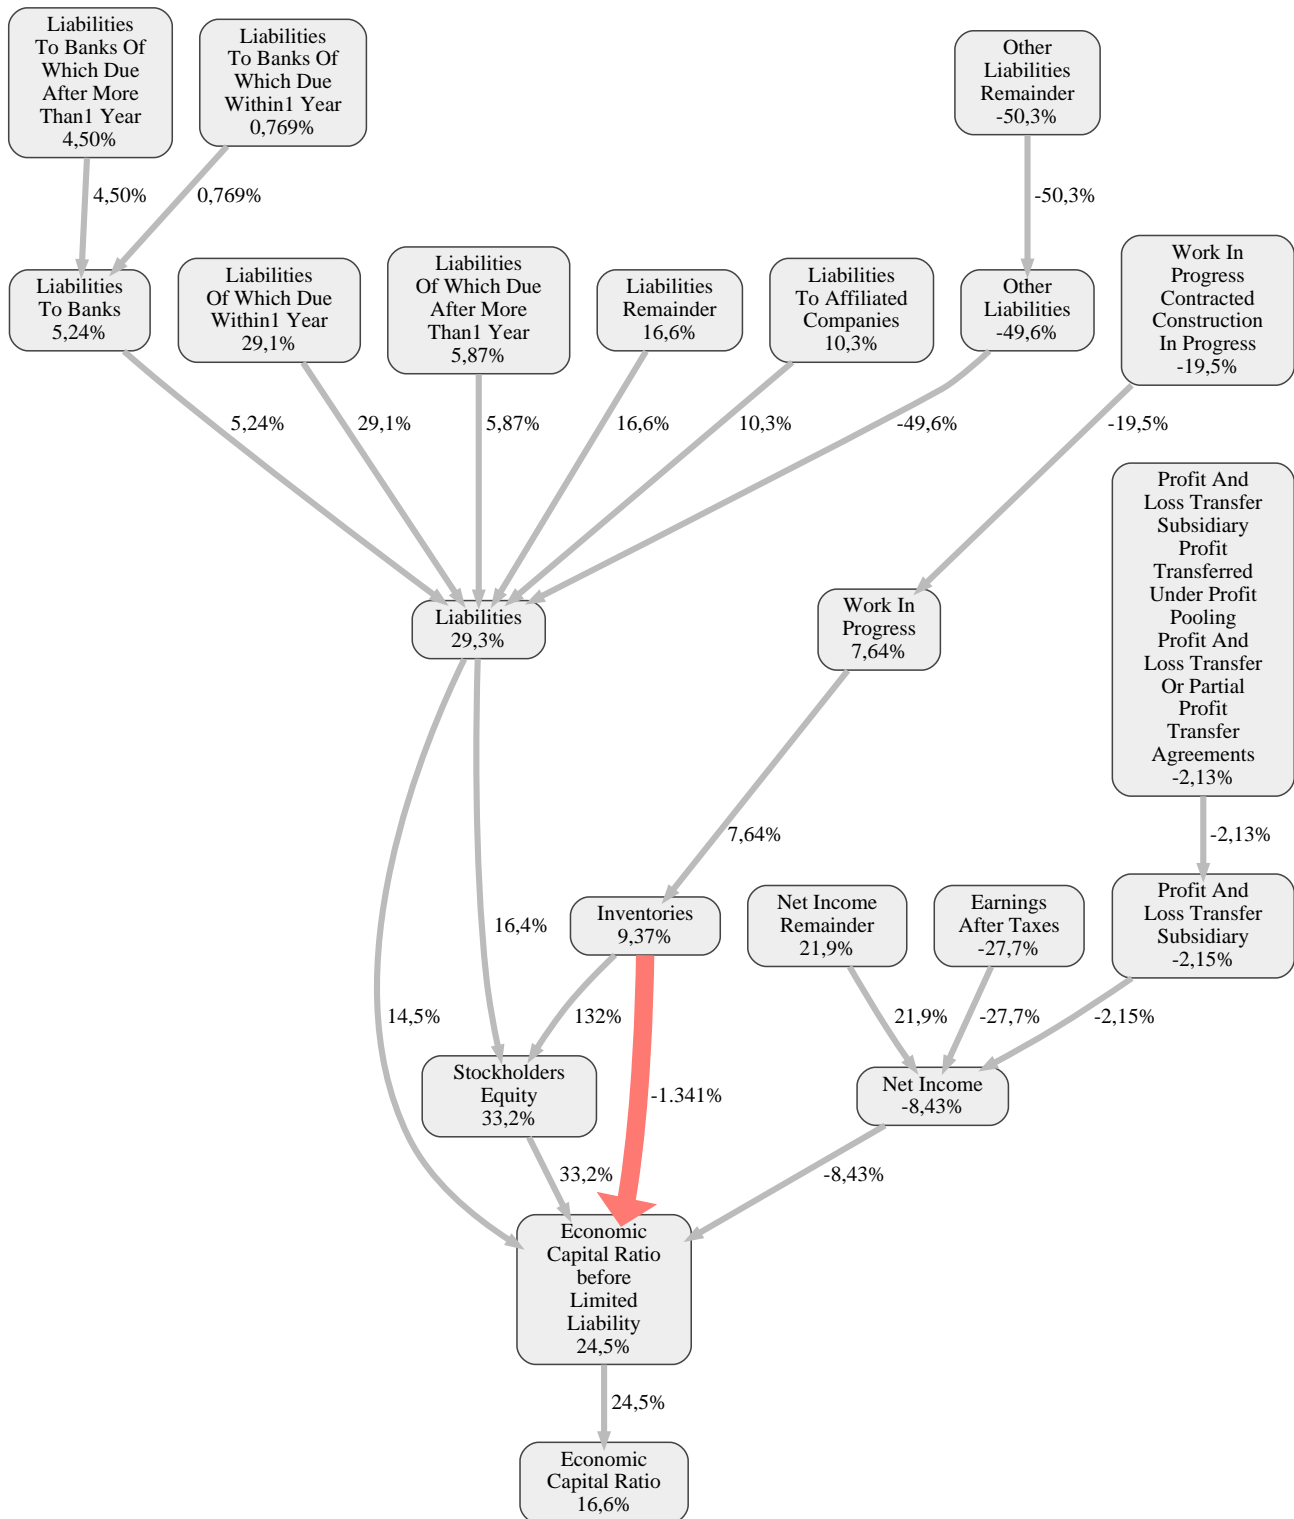 Liabilities
To Banks Of
Which Due
After More
Than1 Year
4,50%
Liabilities
To Banks Of
Which Due
Within1 Year
0,769%
Other
Liabilities
Remainder
-50,3%
4,50%
0,769%
-50,3%
Liabilities
To Banks
5,24%
Liabilities
Of Which Due
Within1 Year
29,1%
Liabilities
Of Which Due
After More
Than1 Year
5,87%
Liabilities
Remainder
16,6%
Liabilities
To Affiliated
Companies
10,3%
Other
Liabilities
-49,6%
Work In
Progress
Contracted
Construction
In Progress
-19,5%
5,24%
29,1%
5,87%
16,6%
10,3%
-49,6%
-19,5%
Profit And
Loss Transfer
Subsidiary
Profit
Transferred
Under Profit
Pooling
Profit And
Loss Transfer
Or Partial
Profit
Transfer
Agreements
-2,13%
Liabilities
29,3%
Work In
Progress
7,64%
7,64%
-2,13%
Inventories
9,37%
Net Income
Remainder
21,9%
Earnings
After Taxes
-27,7%
Profit And
Loss Transfer
Subsidiary
-2,15%
16,4%
14,5%
132%
-1.341%
21,9%
-27,7%
-2,15%
Stockholders
Equity
33,2%
Net Income
-8,43%
33,2%
-8,43%
Economic
Capital Ratio
before
Limited
Liability
24,5%
24,5%
Economic
Capital Ratio
16,6%